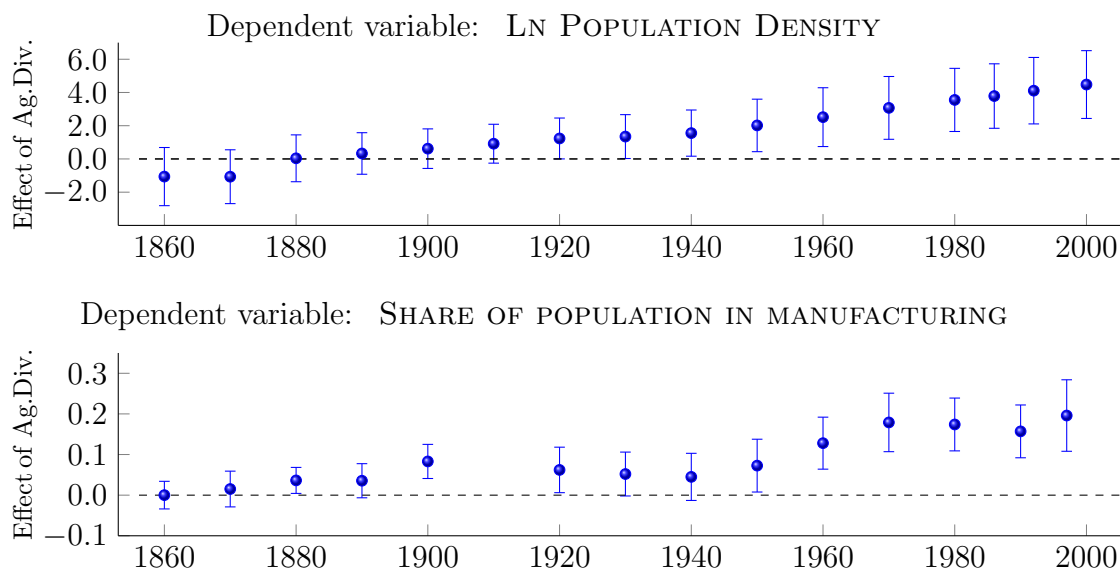 Dependent variable: LN POPULATION DENSITY
Effect of Ag.Div.
6.0
4.0
2.0
0.0
−2.0
1860 1880 1900 1920 1940 1960 1980 2000
Dependent variable: SHARE OF POPULATION IN MANUFACTURING
Effect of Ag.Div.
0.3
0.2
0.1
0.0
−0.1
1860 1880 1900 1920 1940 1960 1980 2000